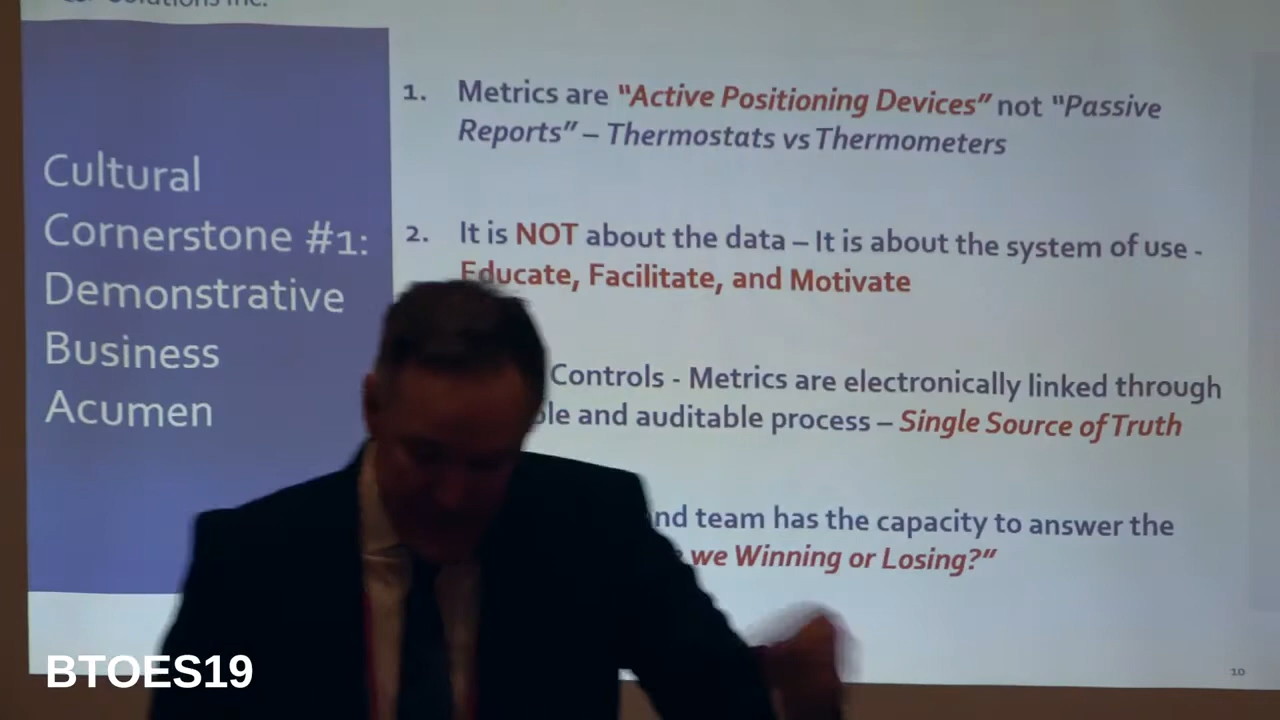 Solutions Inc.
Cultural
Cornerstone #1:
Demonstrative
Business
Acumen
1. Metrics are “Active Positioning Devices” not “Passive
Reports” – Thermostats vs Thermometers
2. It is NOT about the data – It is about the system of use -
Educate, Facilitate, and Motivate
Controls - Metrics are electronically linked through
and auditable process – Single Source of Truth
team has the capacity to answer the
we Winning or Losing?”
10
BTOES19